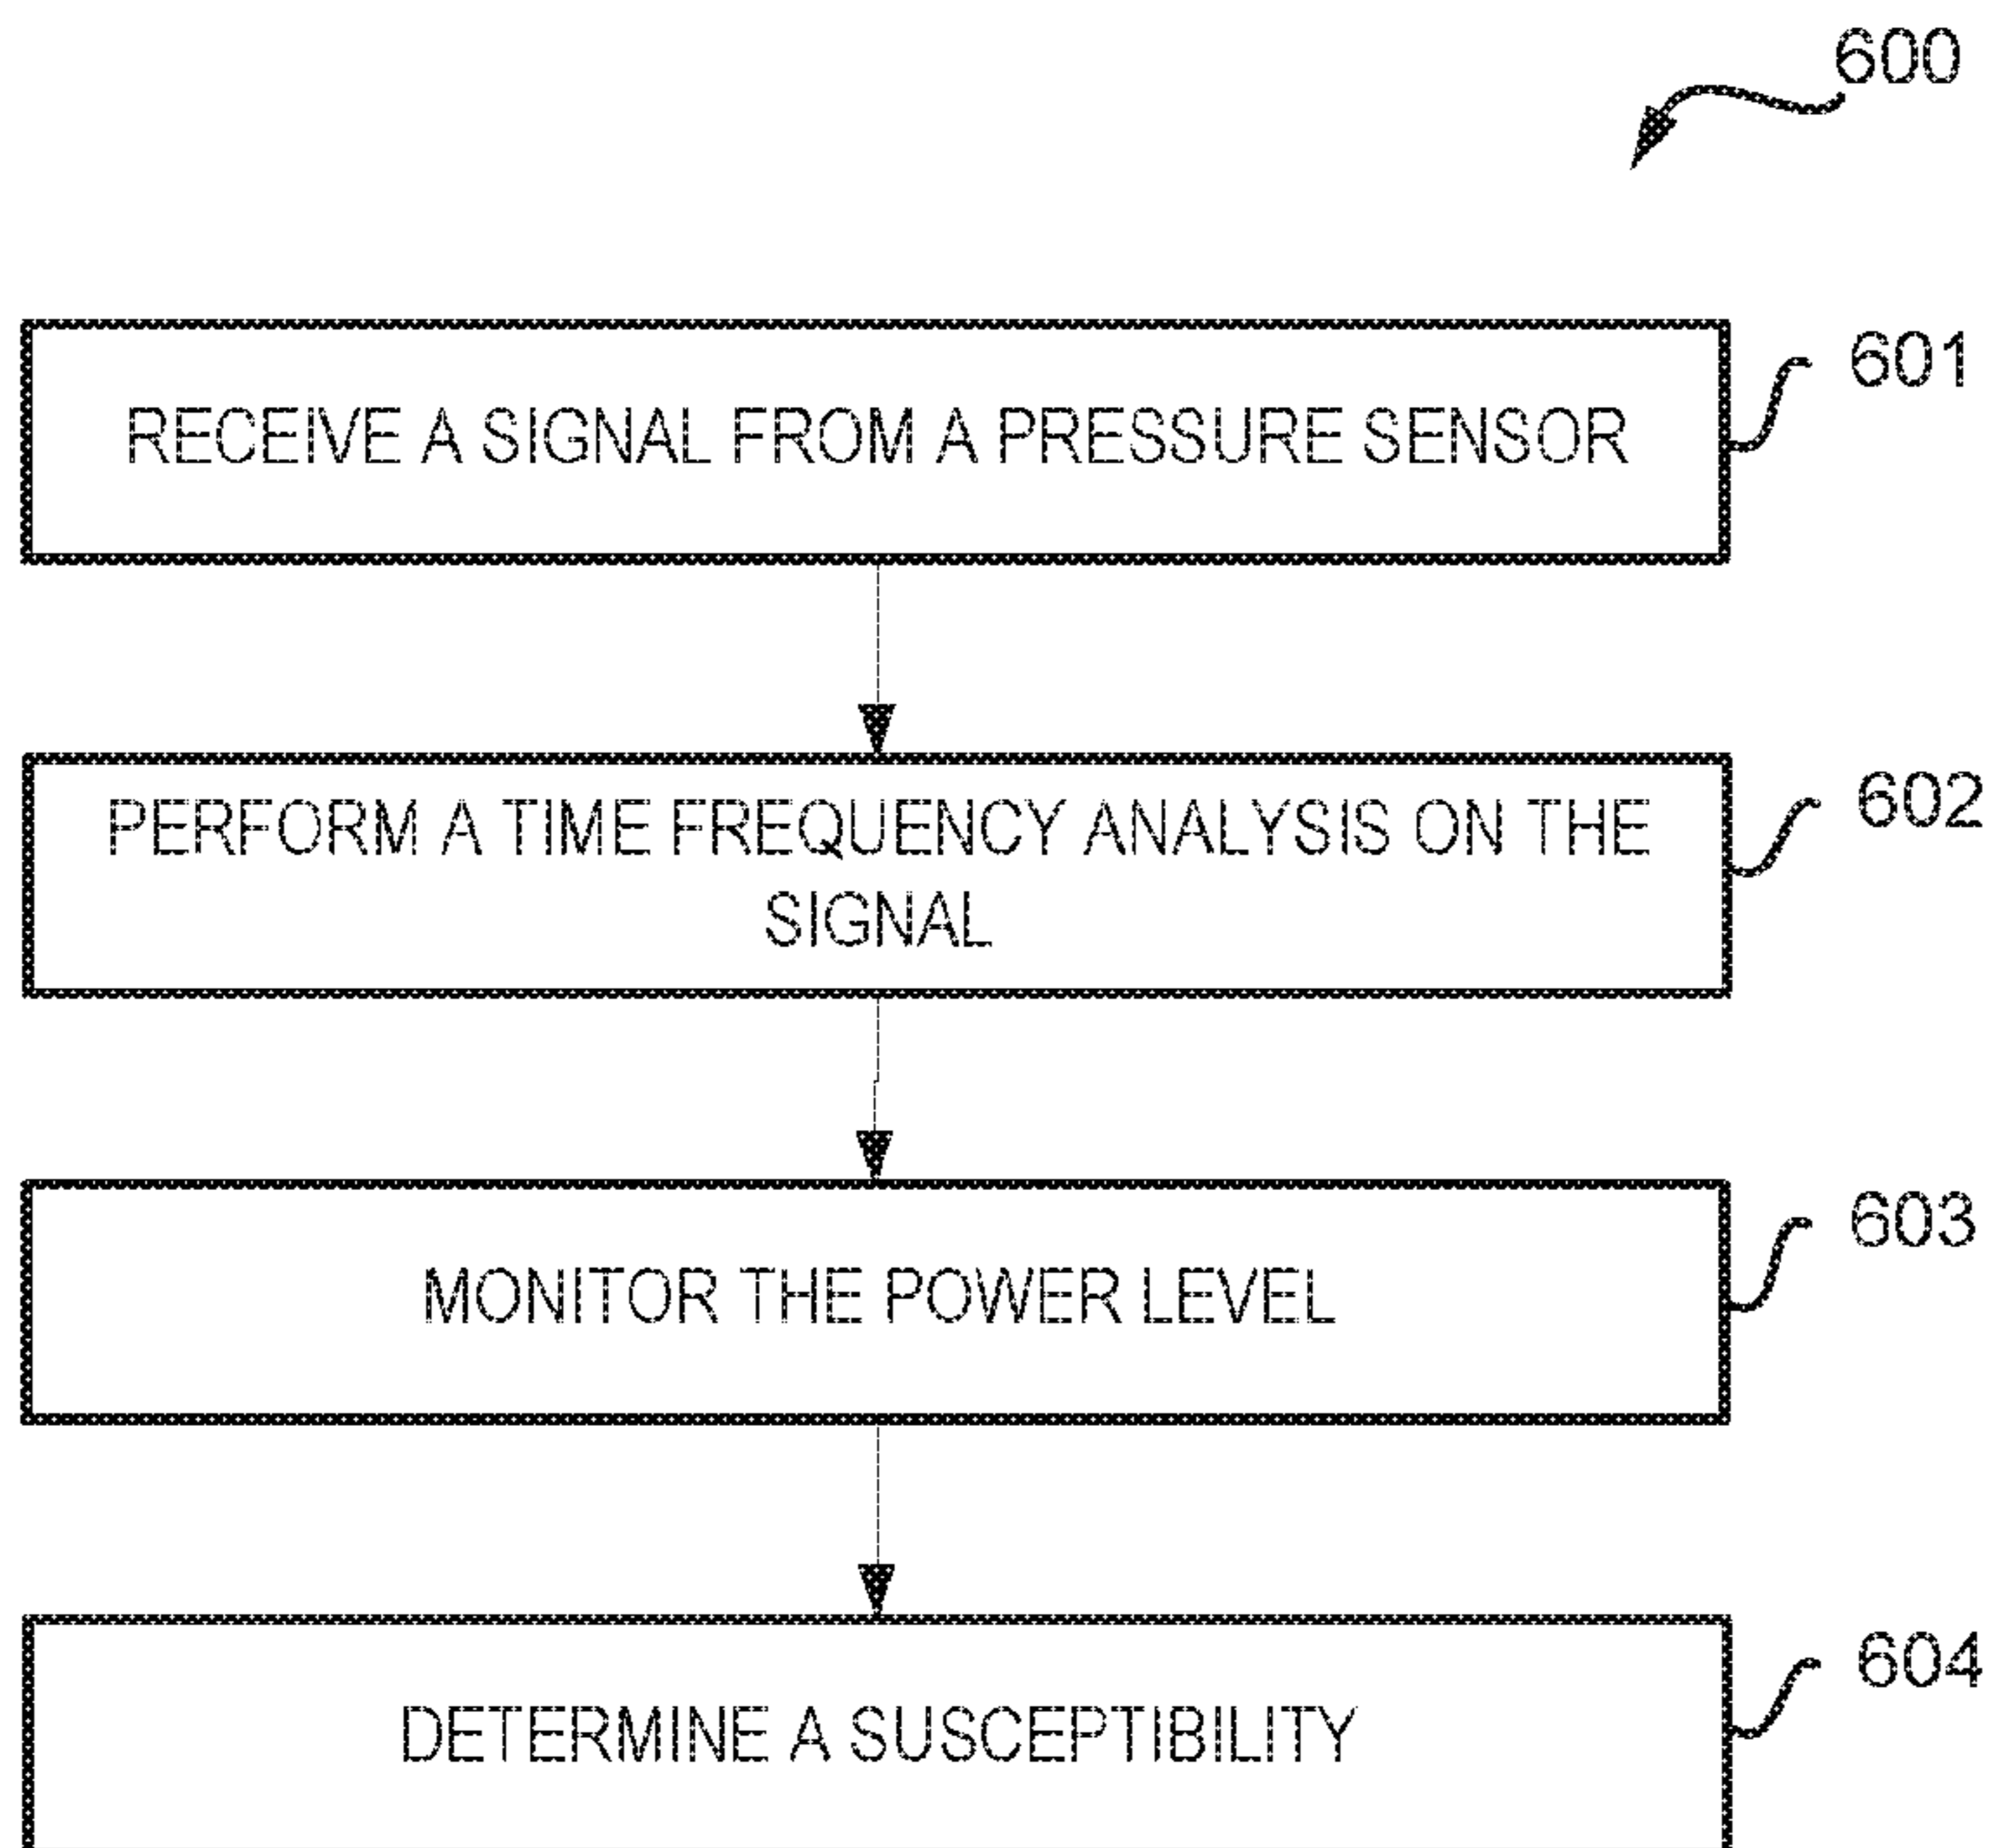 600
RECEIVE A SIGNAL FROM A PRESSURE SENSOR
601
PERFORM A TIME FREQUENCY ANALYSIS ON THE
SIGNAL
602
MONITOR THE POWER LEVEL
603
DETERMINE A SUSCEPTIBILITY
604